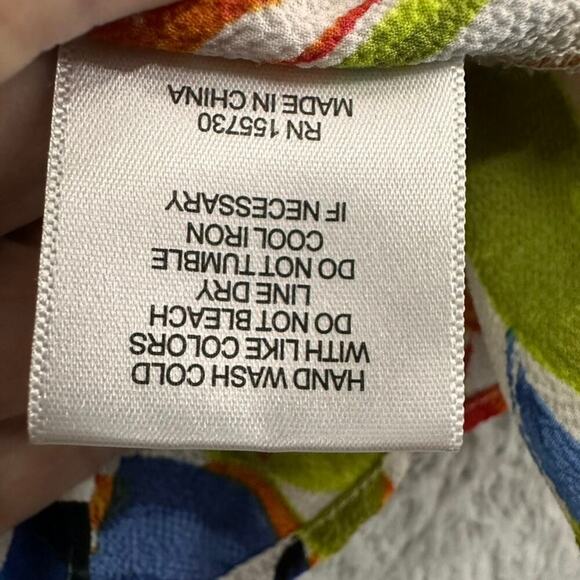 HAND WASH COLD
WITH LIKE COLORS
DO NOT BLEACH
LINE DRY
DO NOT TUMBLE
COOL IRON
IF NECESSARY
RN 155730
MADE IN CHINA